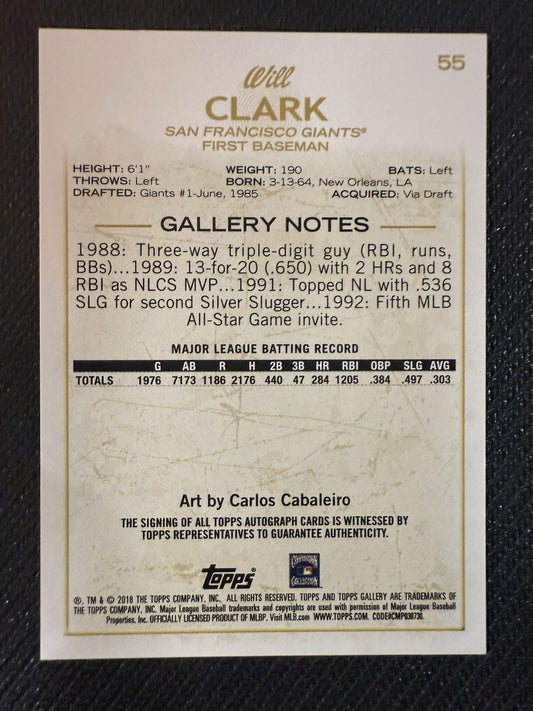 55
Will
CLARK
SAN FRANCISCO GIANTS®
FIRST BASEMAN
HEIGHT: 6'1" WEIGHT: 190 BATS: Left
THROWS: Left BORN: 3-13-64, New Orleans, LA
DRAFTED: Giants #1-June, 1985 ACQUIRED: Via Draft
GALLERY NOTES
1988: Three-way triple-digit guy (RBI, runs,
BBs)...1989: 13-for-20 (.650) with 2 HRs and 8
RBI as NLCS MVP...1991: Topped NL with .536
SLG for second Silver Slugger...1992: Fifth MLB
All-Star Game invite.
MAJOR LEAGUE BATTING RECORD
G AB R H 2B 3B HR RBI OBP SLG AVG
TOTALS 1976 7173 1186 2176 440 47 284 1205 .384 .497 .303
Art by Carlos Cabaleiro
THE SIGNING OF ALL TOPPS AUTOGRAPH CARDS IS WITNESSED BY
TOPPS REPRESENTATIVES TO GUARANTEE AUTHENTICITY.
Topps® COOPERSTOWN
COLLECTION
®, TM & © 2018 THE TOPPS COMPANY, INC. ALL RIGHTS RESERVED. TOPPS AND TOPPS GALLERY ARE TRADEMARKS OF
THE TOPPS COMPANY, INC. Major League Baseball trademarks and copyrights are used with permission of Major League Baseball
Properties, Inc. OFFICIALLY LICENSED PRODUCT OF MLBP. Visit MLB.com WWW.TOPPS.COM. CODE#CMP030730.